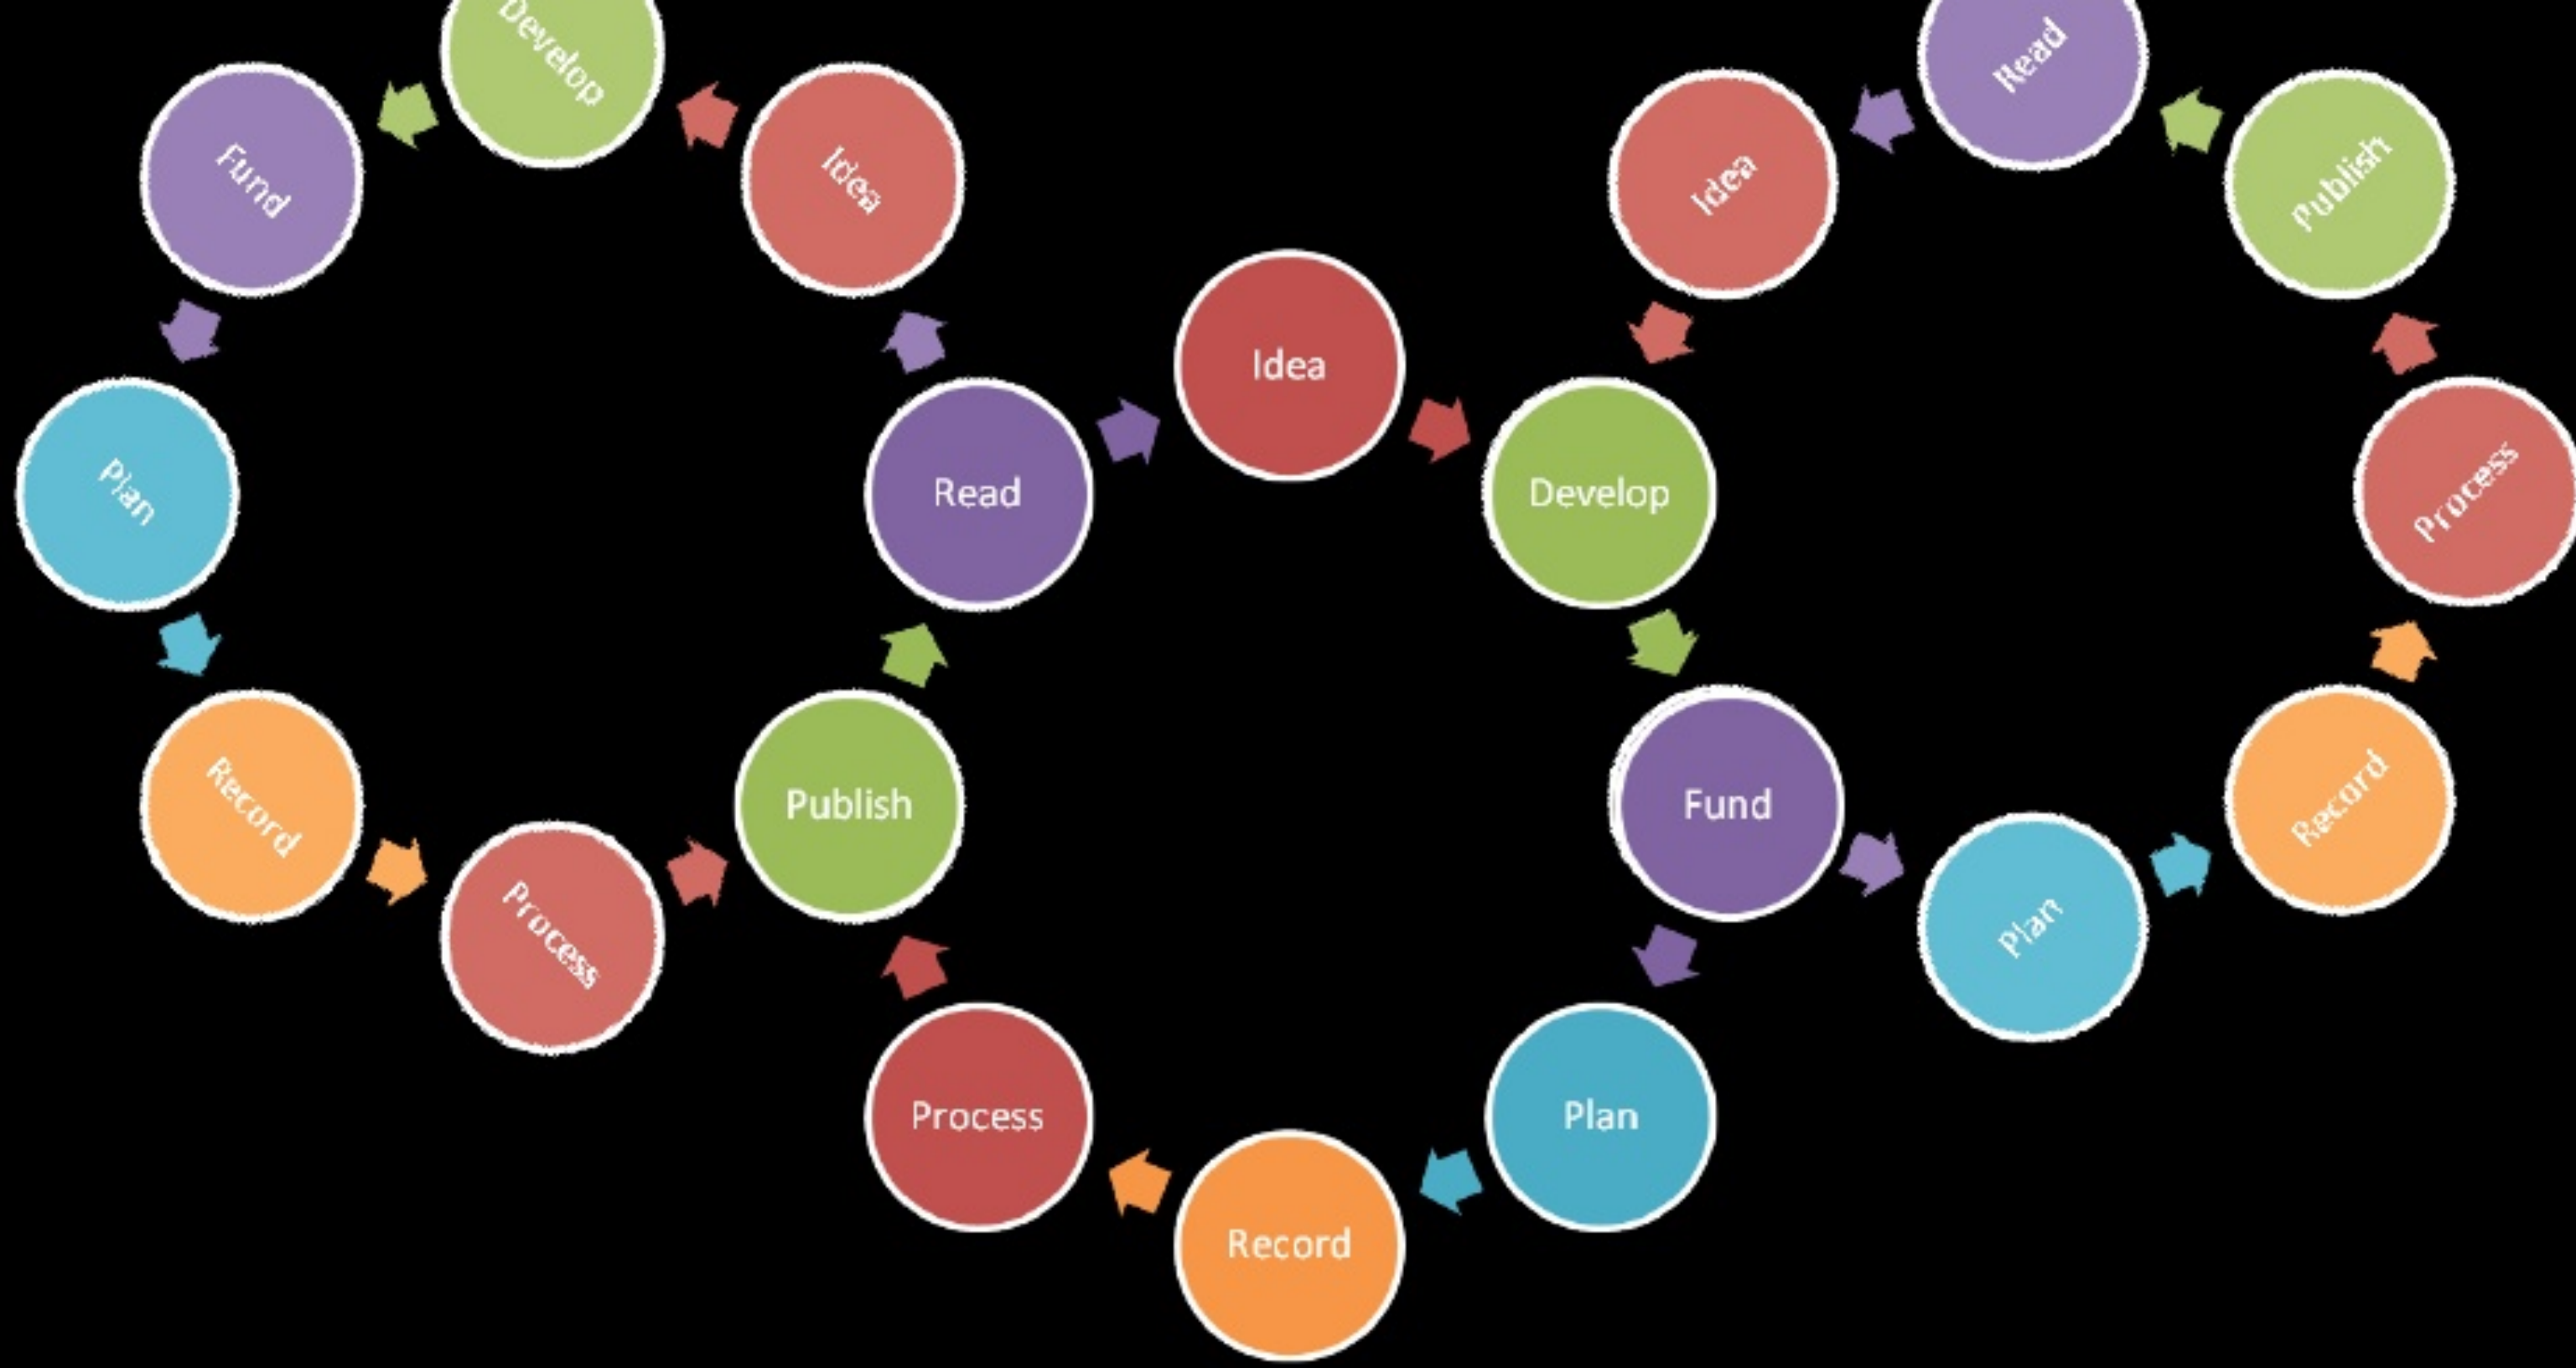 Develop
Read
Fund
Idea
Idea
Publish
Idea
Plan
Read
Develop
Process
Record
Publish
Fund
Record
Process
Plan
Process
Plan
Record